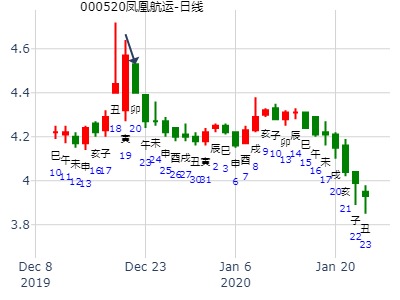 000520凤凰航运-日线
4.6
4.4
4.2
4
3.8
巳 午 未 申 亥 子 丑 寅 卯 午 未 申 酉 戌 丑 寅 辰 巳 申 酉 戌 亥 子 卯 辰 巳 午 未 戌 亥 子 丑
10 11 12 13 16 17 18 19 20 23 24 25 26 27 30 31 2 3 6 7 8 9 10 13 14 15 16 17 20 21 22 23
Dec 8 Dec 23 Jan 6 Jan 20
2019 2020